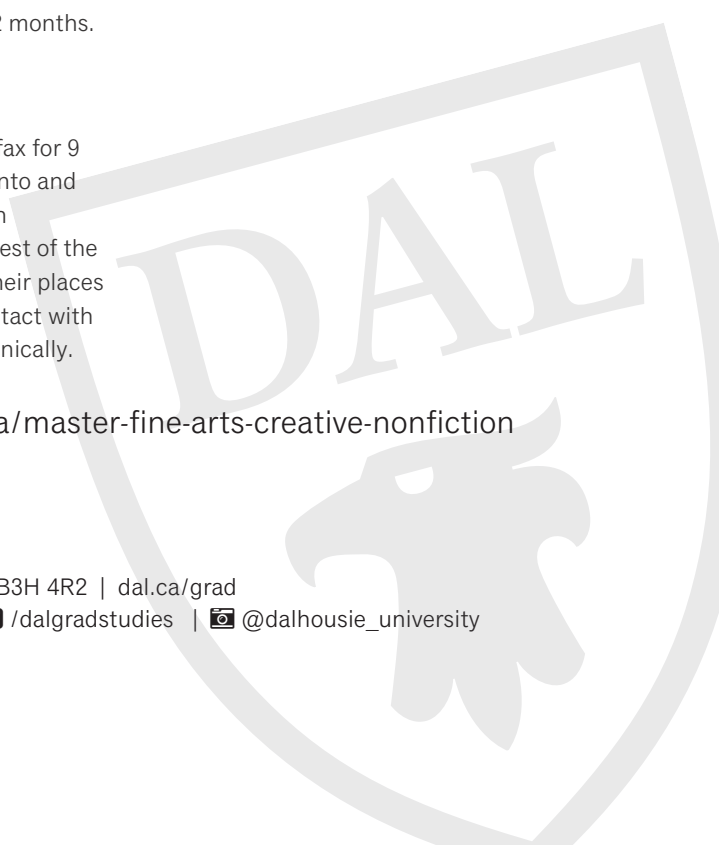 2 months.
fax for 9
nto and
n
est of the
heir places
tact with
nically.
a/master-fine-arts-creative-nonfiction
B3H 4R2 | dal.ca/grad
/dalgradstudies | @dalhousie_university
DAL